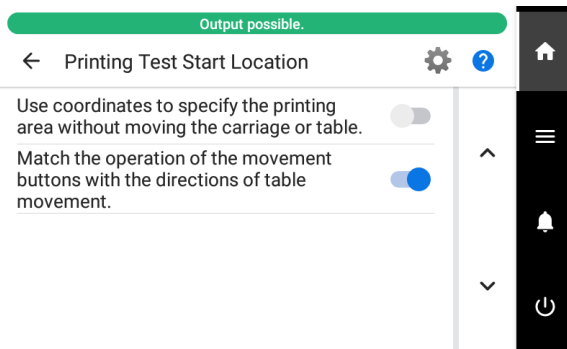 Output possible.
Printing Test Start Location
?
Use coordinates to specify the printing
area without moving the carriage or table.
Match the operation of the movement
buttons with the directions of table
movement.